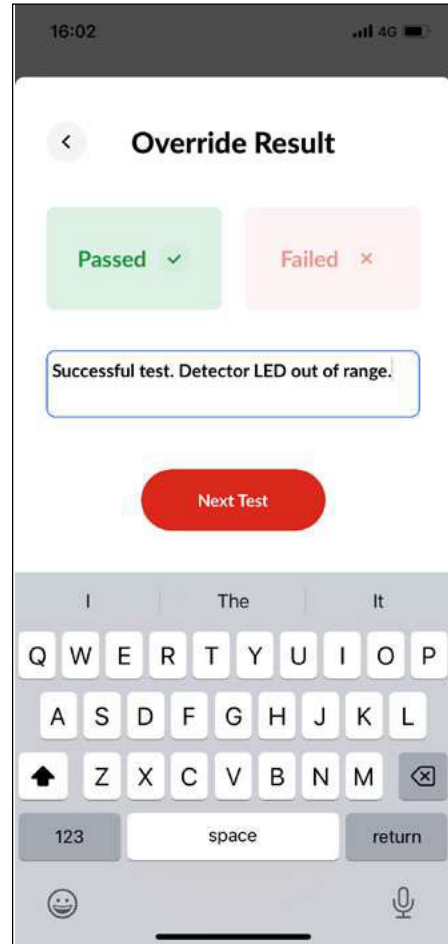 16:02 4G
Override Result
Passed Failed
Successful test. Detector LED out of range.
Next Test
I The It
Q W E R T Y U I O P
A S D F G H J K L
Z X C V B N M
123 space return